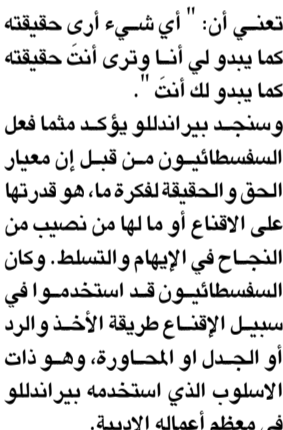 تعني أن: " أي شيء أرى حقيقته
كما يبدو لي أنا وترى أنتَ حقيقته
كما يبدو لك أنتَ ".
وسنجد بيراندللو يؤكد مثما فعل
السفسطائيون من قبل إن معيار
الحق والحقيقة لفكرة ما، هو قدرتها
على الاقناع أو ما لها من نصيب من
النجاح في الإيهام والتسلط. وكان
السفسطائيون قد استخدموا في
سبيل الإقناع طريقة الأخذ والرد
أو الجدل او المحاورة، وهو ذات
الاسلوب الذي استخدمه بيراندللو
في معظم أعماله الادبية.